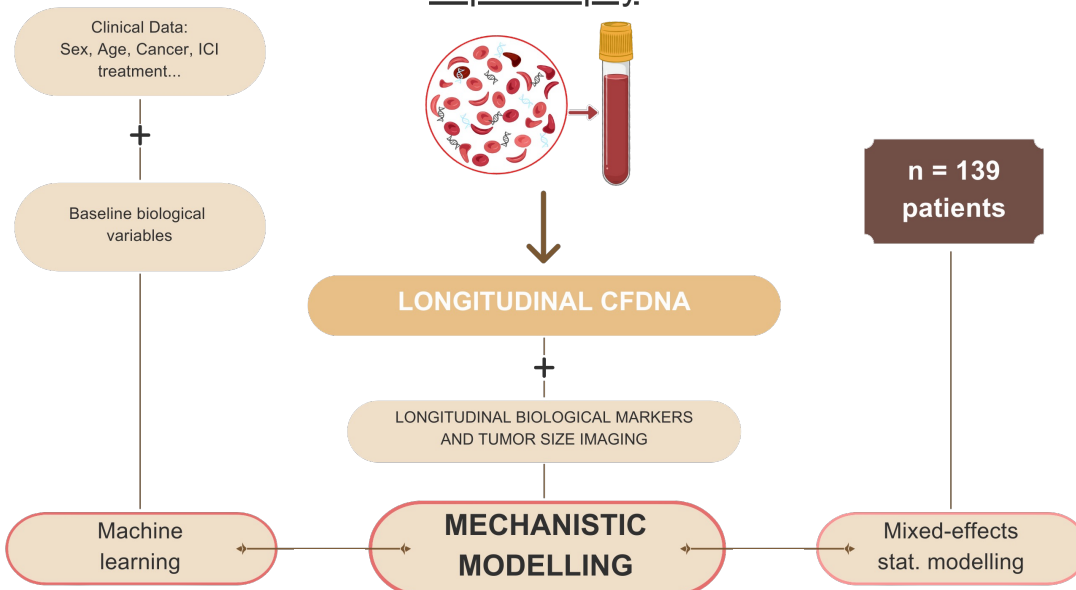 Clinical Data:
Sex, Age, Cancer, ICI
treatment...
+
Baseline biological
variables
n = 139
patients
LONGITUDINAL CFDNA
+
LONGITUDINAL BIOLOGICAL MARKERS
AND TUMOR SIZE IMAGING
Machine
learning
MECHANISTIC
MODELLING
Mixed-effects
stat. modelling